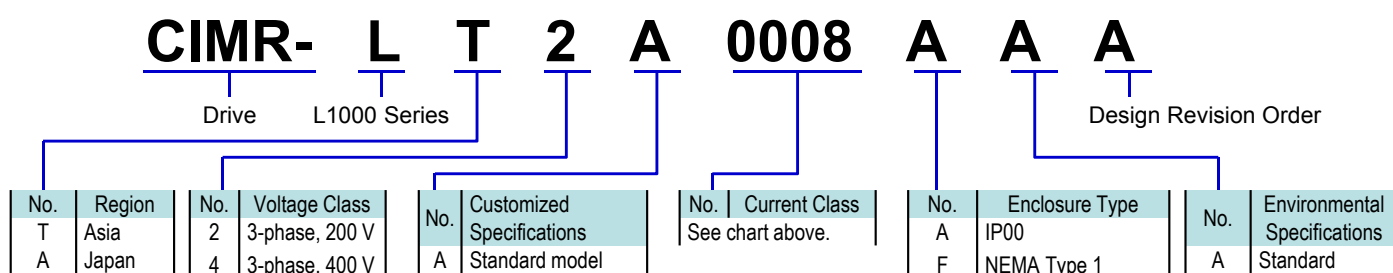 CIMR- L T 2 A 0008 A A A
Drive L1000 Series Design Revision Order
No. Region
T Asia
A Japan
No. Voltage Class
2 3-phase, 200 V
4 3-phase, 400 V
No. Customized Specifications
A Standard model
No. Current Class
See chart above.
No. Enclosure Type
A IP00
F NEMA Type 1
No. Environmental Specifications
A Standard